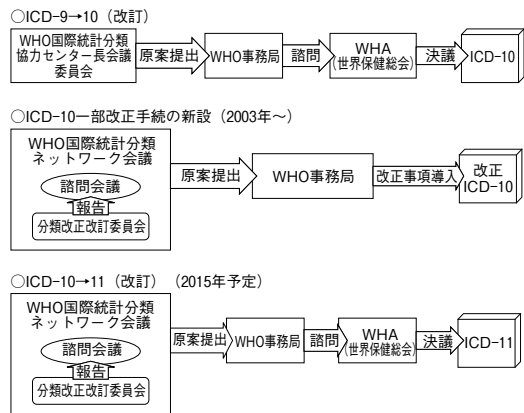 ○ICD-9→10（改訂）
WHO国際統計分類
協力センター長会議
委員会
原案提出
WHO事務局
諮問
WHA
(世界保健総会)
決議
ICD-10
○ICD-10一部改正手続の新設（2003年～）
WHO国際統計分類
ネットワーク会議
諮問会議
報告
分類改正改訂委員会
原案提出
WHO事務局
改正事項導入
改正
ICD-10
○ICD-10→11（改訂）（2015年予定）
WHO国際統計分類
ネットワーク会議
諮問会議
報告
分類改正改訂委員会
原案提出
WHO事務局
諮問
WHA
(世界保健総会)
決議
ICD-11